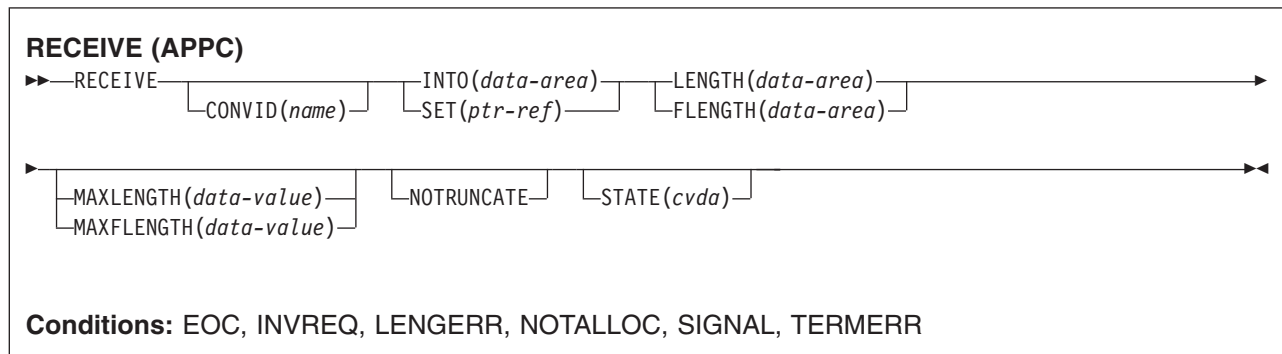 RECEIVE (APPC)
RECEIVE INTO(data-area) LENGTH(data-area)
CONVID(name) SET(ptr-ref) FLENGTH(data-area)
MAXLENGTH(data-value) NOTRUNCATE STATE(cvda)
MAXFLENGTH(data-value)
Conditions: EOC, INVREQ, LENGERR, NOTALLOC, SIGNAL, TERMERR